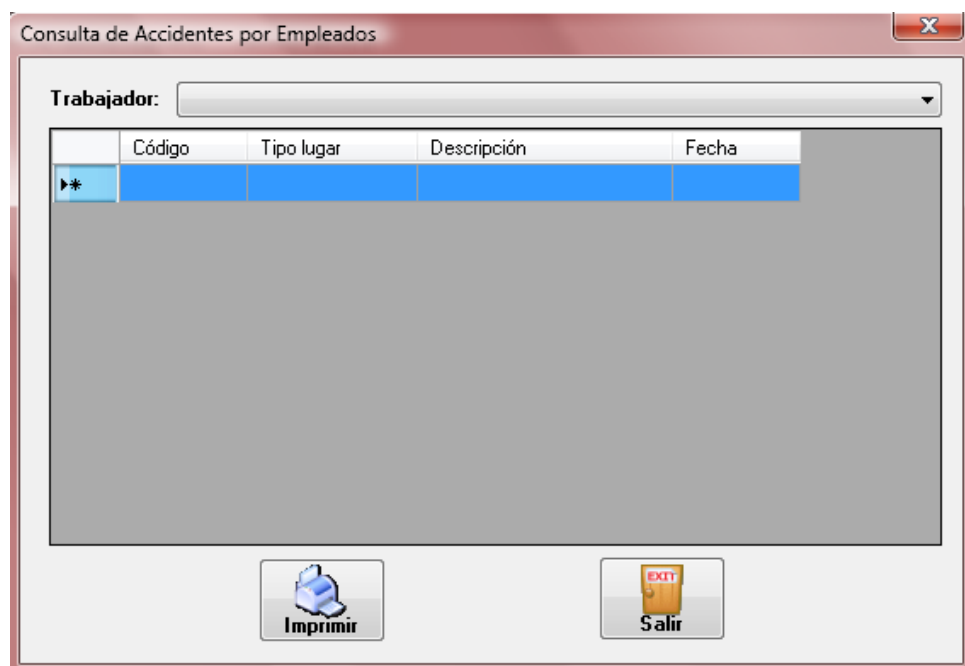 Consulta de Accidentes por Empleados
X
Trabajador:
Código Tipo lugar Descripción Fecha
EXIT
Imprimir Salir